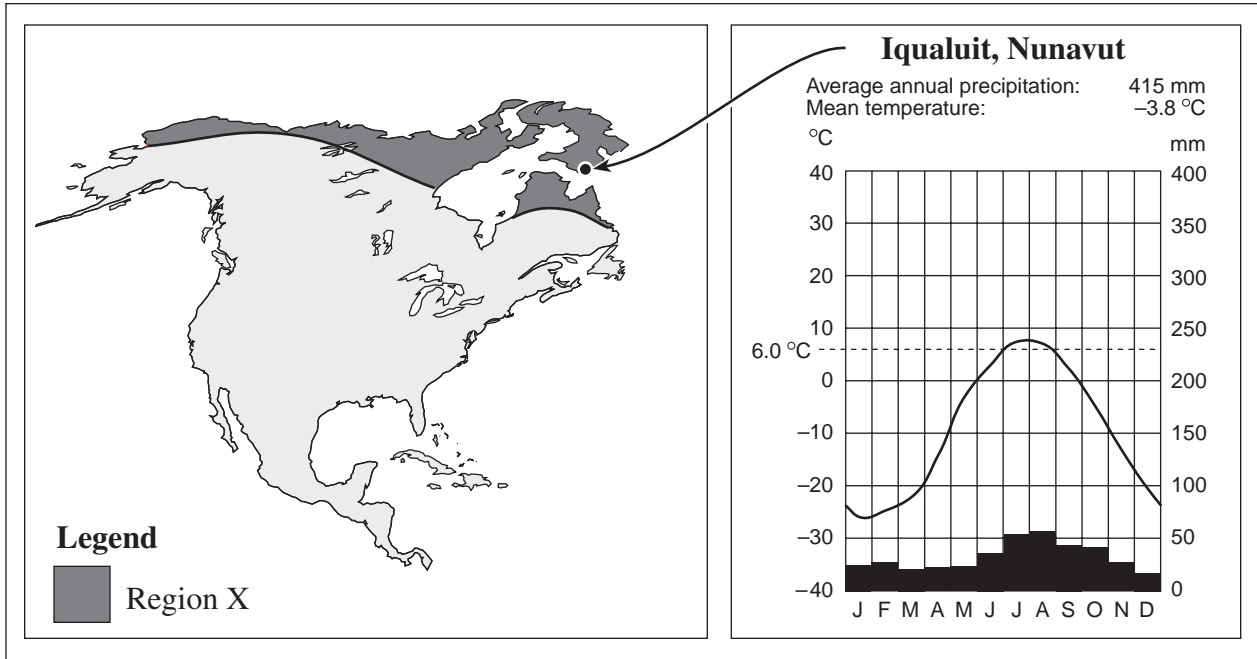 Legend
Region X
Iqualuit, Nunavut
Average annual precipitation: 415 mm
Mean temperature: –3.8 °C
°C
mm
40 400
30 350
20 300
10 250
6.0 °C
0 200
–10 150
–20 100
–30 50
–40 0
J F M A M J J A S O N D